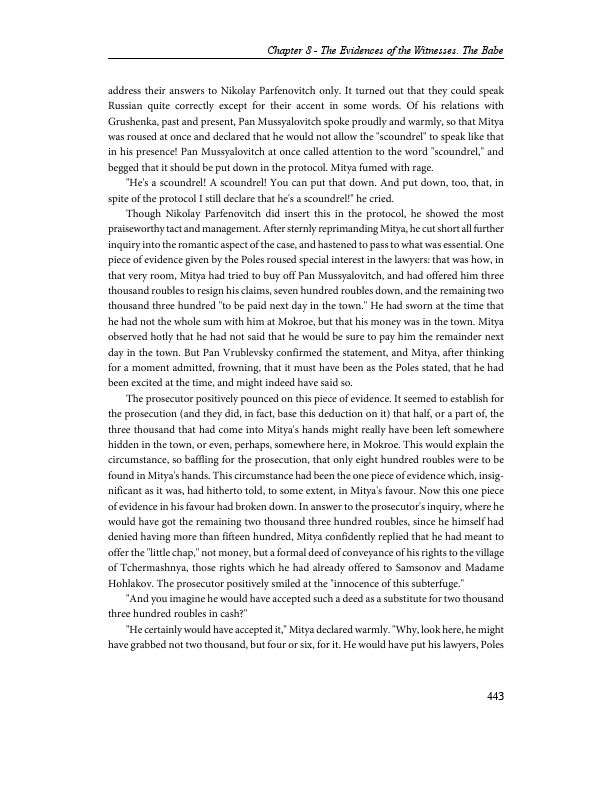 Chapter 8 - The Evidences of the Witnesses. The Babe
address their answers to Nikolay Parfenovitch only. It turned out that they could speak
Russian quite correctly except for their accent in some words. Of his relations with
Grushenka, past and present, Pan Mussyalovitch spoke proudly and warmly, so that Mitya
was roused at once and declared that he would not allow the "scoundrel" to speak like that
in his presence! Pan Mussyalovitch at once called attention to the word "scoundrel," and
begged that it should be put down in the protocol. Mitya fumed with rage.
"He's a scoundrel! A scoundrel! You can put that down. And put down, too, that, in
spite of the protocol I still declare that he's a scoundrel!" he cried.
Though Nikolay Parfenovitch did insert this in the protocol, he showed the most
praiseworthy tact and management. After sternly reprimanding Mitya, he cut short all further
inquiry into the romantic aspect of the case, and hastened to pass to what was essential. One
piece of evidence given by the Poles roused special interest in the lawyers: that was how, in
that very room, Mitya had tried to buy off Pan Mussyalovitch, and had offered him three
thousand roubles to resign his claims, seven hundred roubles down, and the remaining two
thousand three hundred "to be paid next day in the town." He had sworn at the time that
he had not the whole sum with him at Mokroe, but that his money was in the town. Mitya
observed hotly that he had not said that he would be sure to pay him the remainder next
day in the town. But Pan Vrublevsky confirmed the statement, and Mitya, after thinking
for a moment admitted, frowning, that it must have been as the Poles stated, that he had
been excited at the time, and might indeed have said so.
The prosecutor positively pounced on this piece of evidence. It seemed to establish for
the prosecution (and they did, in fact, base this deduction on it) that half, or a part of, the
three thousand that had come into Mitya's hands might really have been left somewhere
hidden in the town, or even, perhaps, somewhere here, in Mokroe. This would explain the
circumstance, so baffling for the prosecution, that only eight hundred roubles were to be
found in Mitya's hands. This circumstance had been the one piece of evidence which, insig-
nificant as it was, had hitherto told, to some extent, in Mitya's favour. Now this one piece
of evidence in his favour had broken down. In answer to the prosecutor's inquiry, where he
would have got the remaining two thousand three hundred roubles, since he himself had
denied having more than fifteen hundred, Mitya confidently replied that he had meant to
offer the "little chap," not money, but a formal deed of conveyance of his rights to the village
of Tchermashnya, those rights which he had already offered to Samsonov and Madame
Hohlakov. The prosecutor positively smiled at the "innocence of this subterfuge."
"And you imagine he would have accepted such a deed as a substitute for two thousand
three hundred roubles in cash?"
"He certainly would have accepted it," Mitya declared warmly. "Why, look here, he might
have grabbed not two thousand, but four or six, for it. He would have put his lawyers, Poles
443